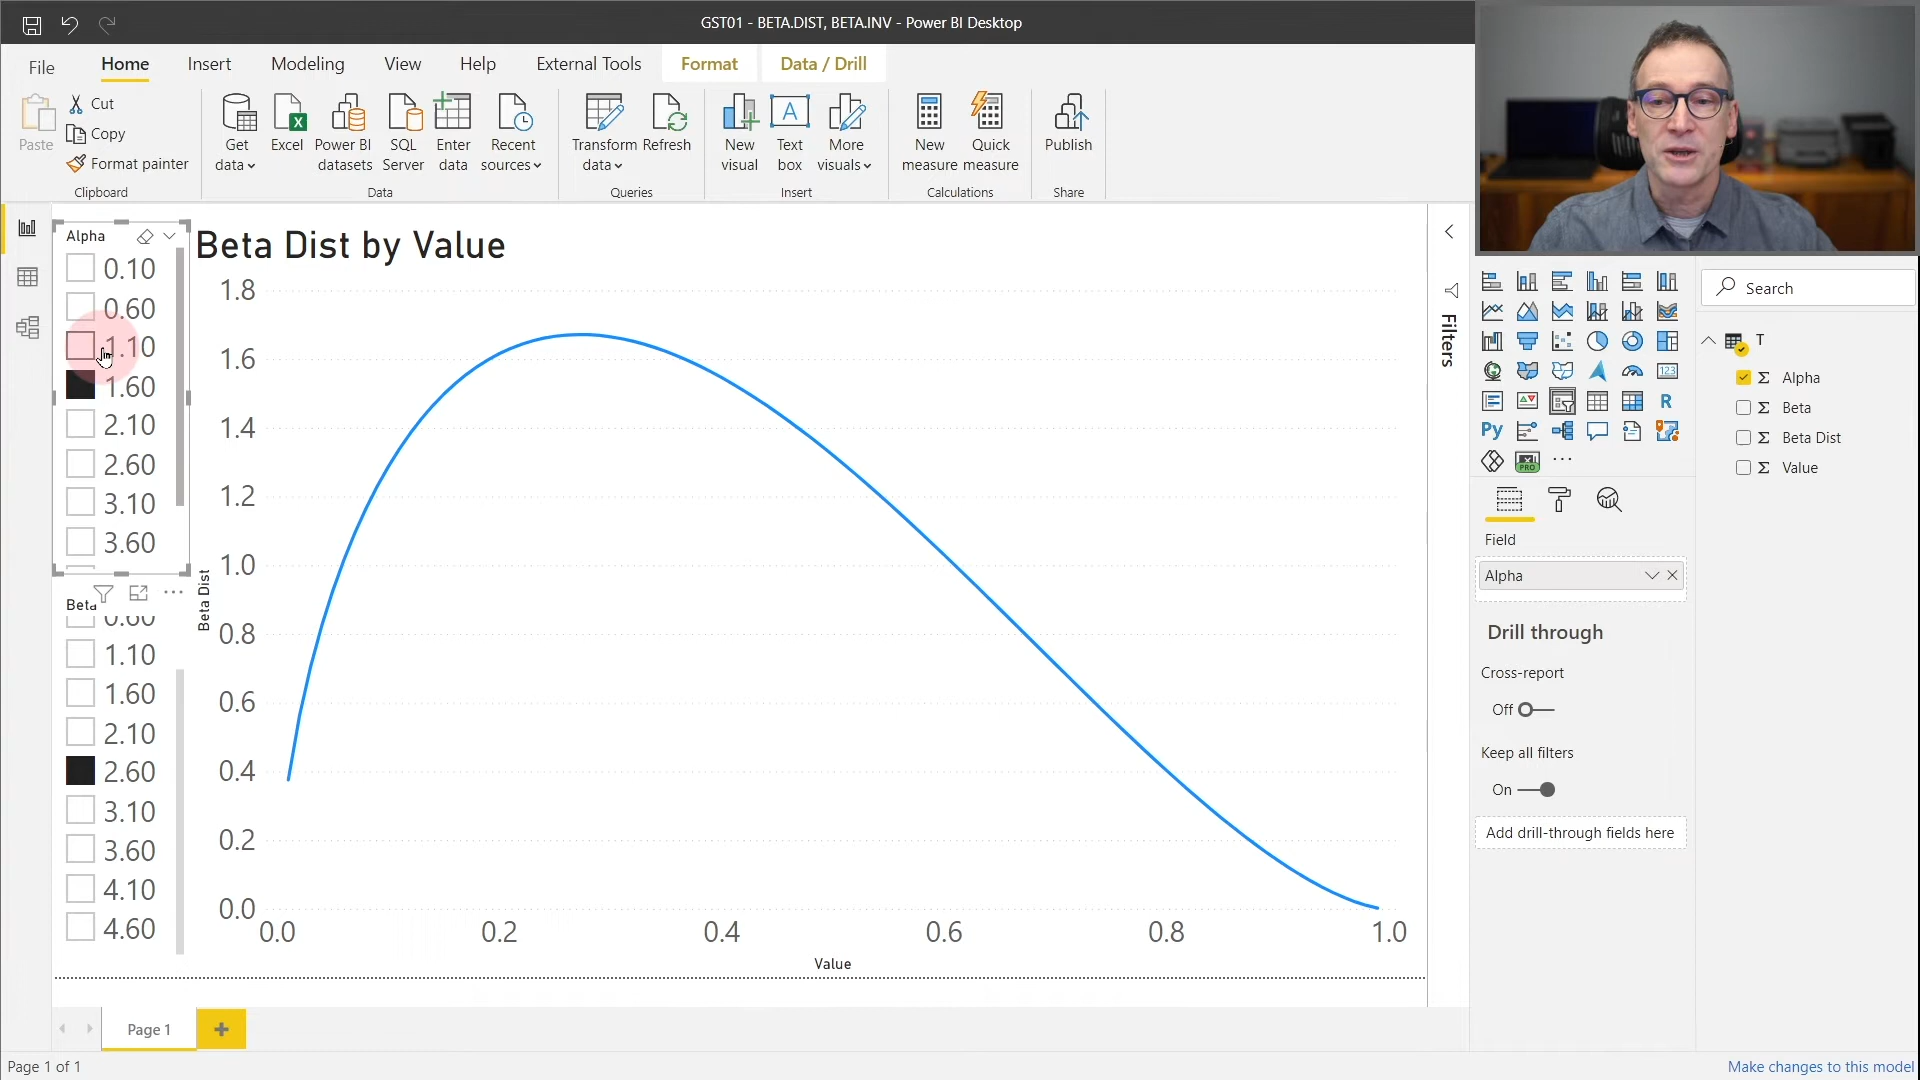 GST01 - BETA.DIST, BETA.INV - Power BI Desktop
File Home Insert Modeling View Help External Tools Format Data / Drill
Paste
Cut
Copy
Format painter
Clipboard
Get data
Excel
Power BI datasets
SQL Server
Enter data
Recent sources
Data
Transform data
Refresh
Queries
New visual
Text box
More visuals
Insert
New measure
Quick measure
Calculations
Publish
Share
Alpha
0.10
0.60
1.10
1.60
2.10
2.60
3.10
3.60
Beta
0.60
1.10
1.60
2.10
2.60
3.10
3.60
4.10
4.60
Beta Dist by Value
1.8
1.6
1.4
1.2
1.0
0.8
0.6
0.4
0.2
0.0
Beta Dist
0.0 0.2 0.4 0.6 0.8 1.0
Value
Filters
123
R
Py
PRO
Field
Alpha
Drill through
Cross-report
Off
Keep all filters
On
Add drill-through fields here
Search
T
Alpha
Beta
Beta Dist
Value
Page 1
Page 1 of 1
Make changes to this model